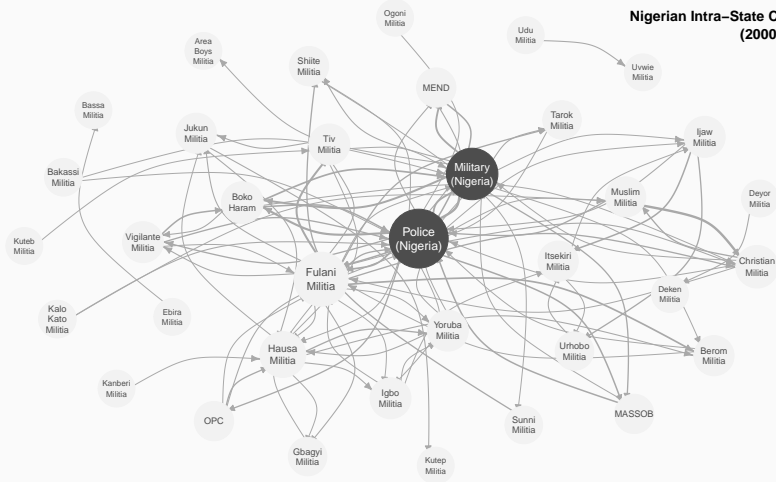 Nigerian Intra−State C
(2000
Ogoni
Militia
Udu
Militia
Area
Boys
Militia
Shiite
Militia
Uvwie
Militia
MEND
Bassa
Militia
Tarok
Militia
Jukun
Militia
Tiv
Militia
Ijaw
Militia
Military
(Nigeria)
Bakassi
Militia
Boko
Haram
Muslim
Militia
Deyor
Militia
Kuteb
Militia
Vigilante
Militia
Police
(Nigeria)
Itsekiri
Militia
Christian
Militia
Fulani
Militia
Deken
Militia
Kalo
Kato
Militia
Ebira
Militia
Yoruba
Militia
Hausa
Militia
Urhobo
Militia
Berom
Militia
Kanberi
Militia
Igbo
Militia
OPC
Sunni
Militia
MASSOB
Gbagyi
Militia
Kutep
Militia